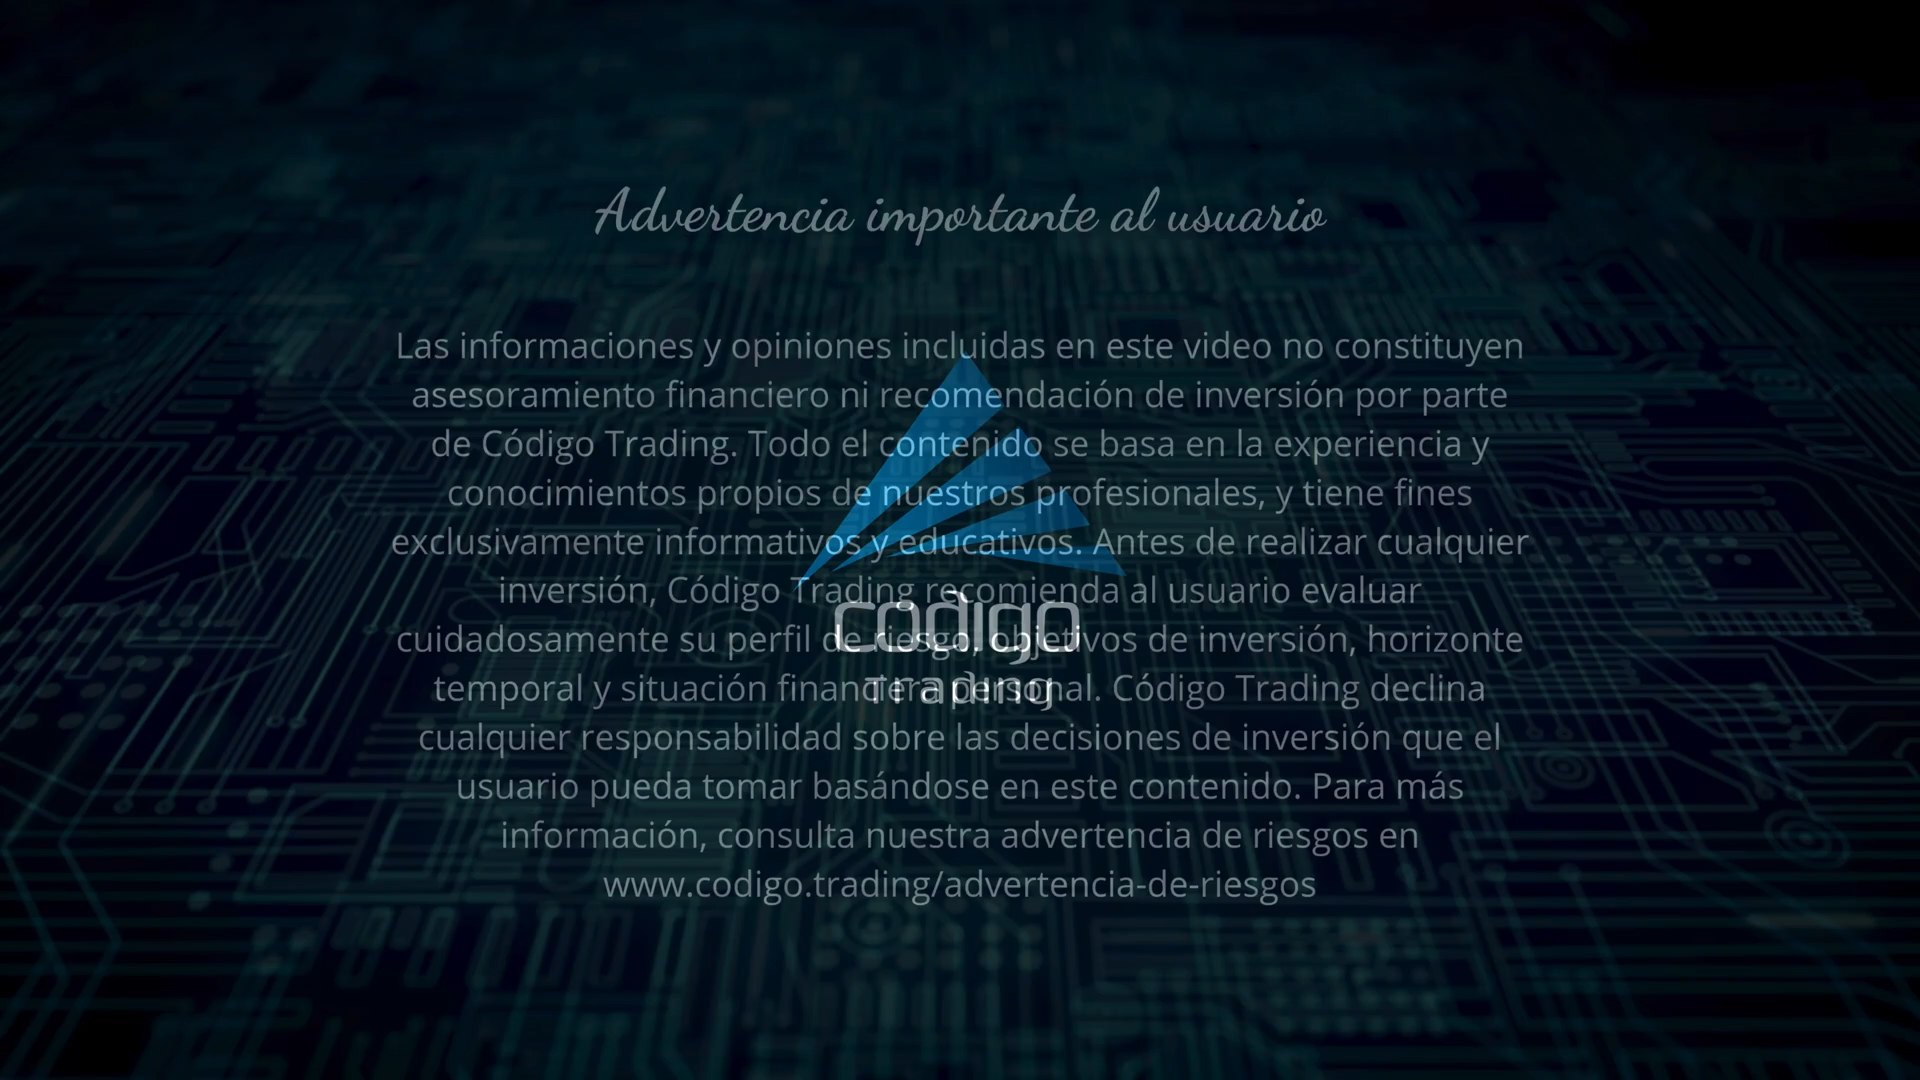 Advertencia importante al usuario
Las informaciones y opiniones incluidas en este video no constituyen
asesoramiento financiero ni recomendación de inversión por parte
de Código Trading. Todo el contenido se basa en la experiencia y
conocimientos propios de nuestros profesionales, y tiene fines
exclusivamente informativos y educativos. Antes de realizar cualquier
inversión, Código Trading recomienda al usuario evaluar
cuidadosamente su perfil de riesgo, objetivos de inversión, horizonte
temporal y situación financiera personal. Código Trading declina
cualquier responsabilidad sobre las decisiones de inversión que el
usuario pueda tomar basándose en este contenido. Para más
información, consulta nuestra advertencia de riesgos en
www.codigo.trading/advertencia-de-riesgos
código
Trading